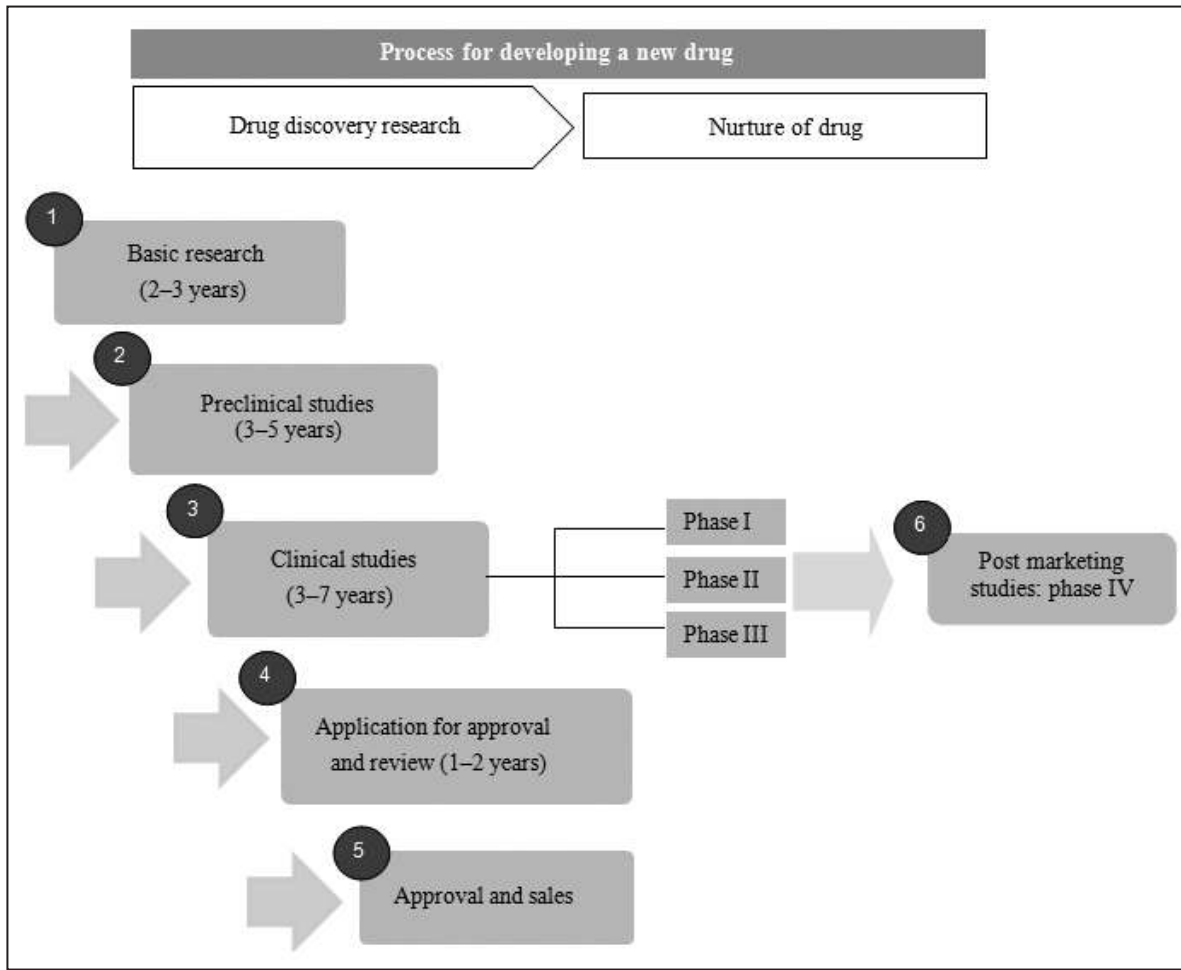 Process for developing a new drug
Drug discovery research
Nurture of drug
1
Basic research
(2–3 years)
2
Preclinical studies
(3–5 years)
3
Clinical studies
(3–7 years)
Phase I
Phase II
Phase III
6
Post marketing
studies: phase IV
4
Application for approval
and review (1–2 years)
5
Approval and sales